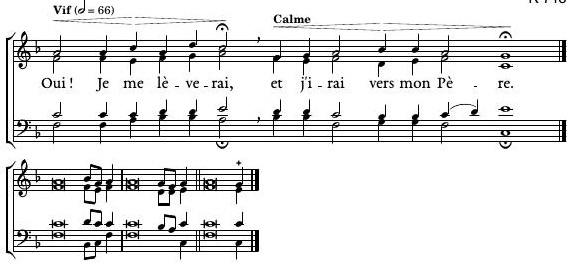 Vif (𝅗𝅥 = 66)
Calme
Oui ! Je me lè - ve - rai, et j'i - rai vers mon Pè - re.